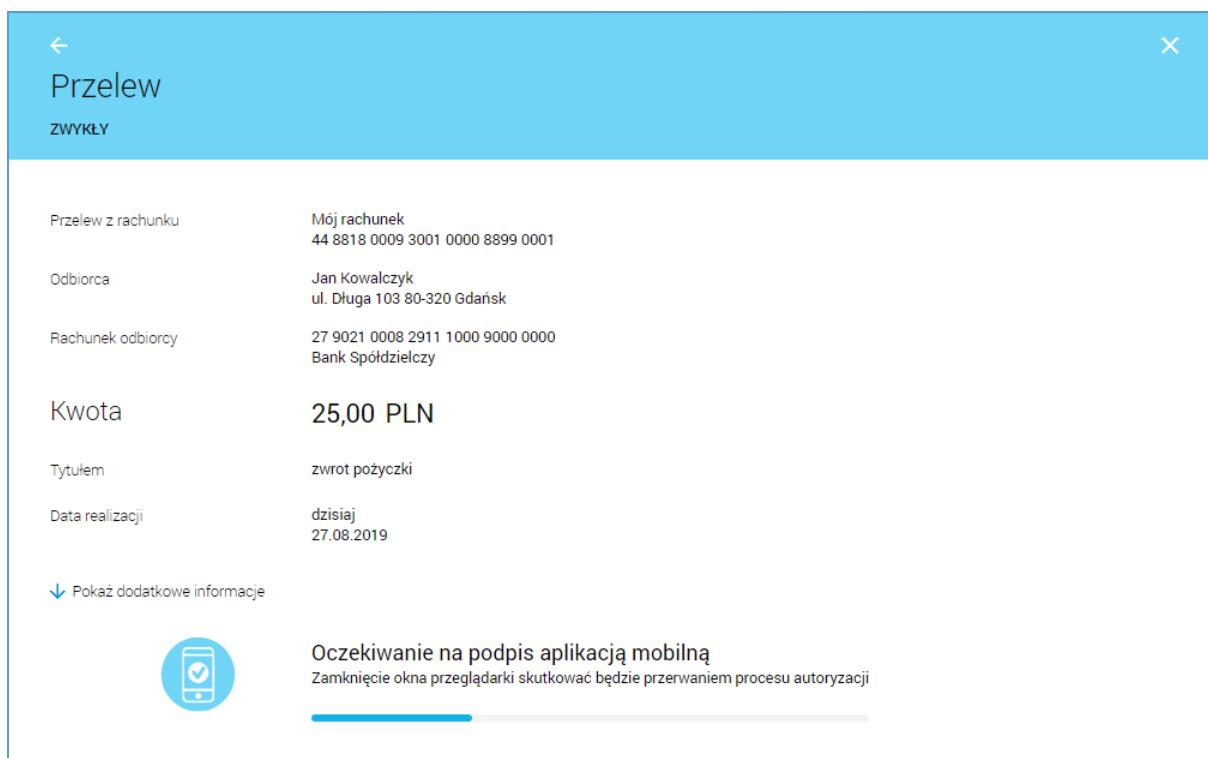 Przelew
ZWYKŁY
Przelew z rachunku
Mój rachunek
44 8818 0009 3001 0000 8899 0001
Odbiorca
Jan Kowalczyk
ul. Długa 103 80-320 Gdańsk
Rachunek odbiorcy
27 9021 0008 2911 1000 9000 0000
Bank Spółdzielczy
Kwota
25,00 PLN
Tytułem
zwrot pożyczki
Data realizacji
dzisiaj
27.08.2019
Pokaż dodatkowe informacje
Oczekiwanie na podpis aplikacją mobilną
Zamknięcie okna przeglądarki skutkować będzie przerwaniem procesu autoryzacji